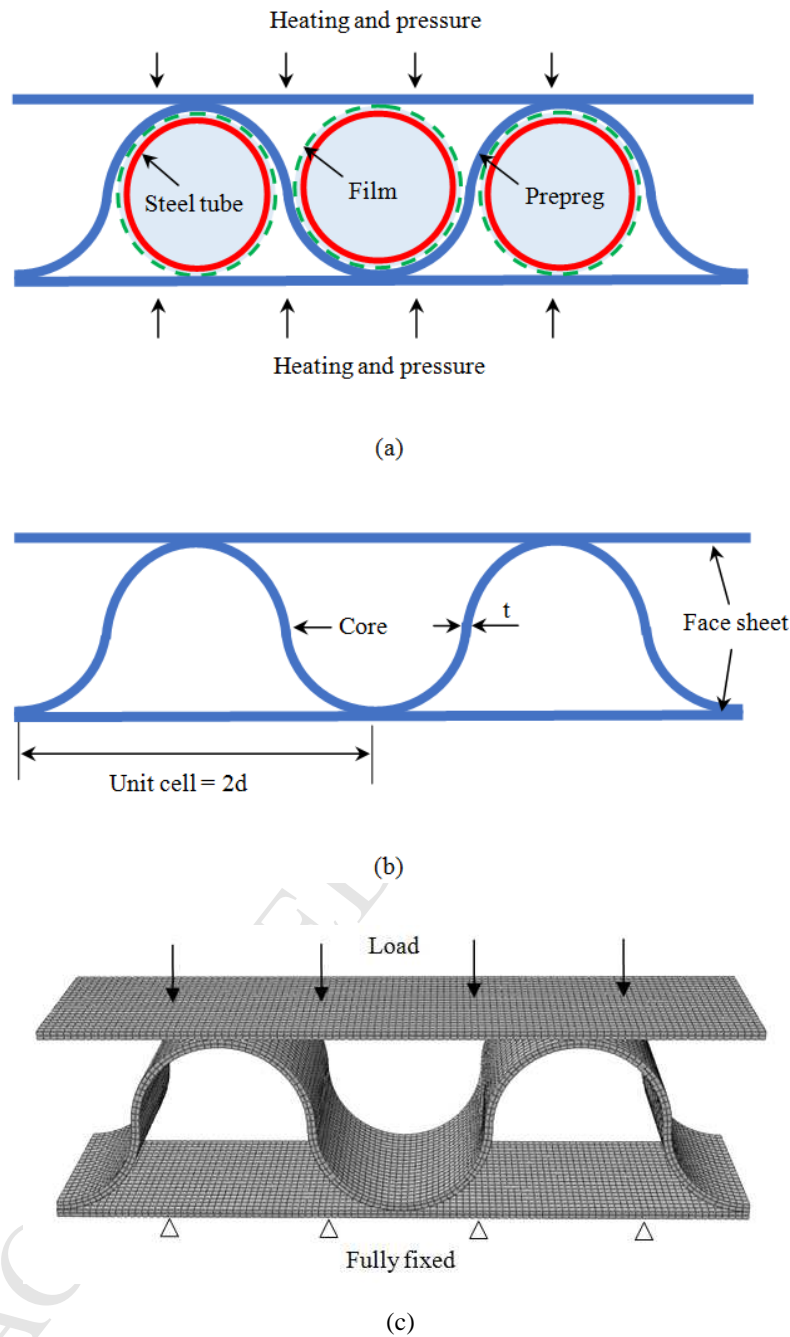 Heating and pressure
Steel tube
Film
Prepreg
Heating and pressure
(a)
t
Core
Face sheet
Unit cell = 2d
(b)
Load
Fully fixed
(c)